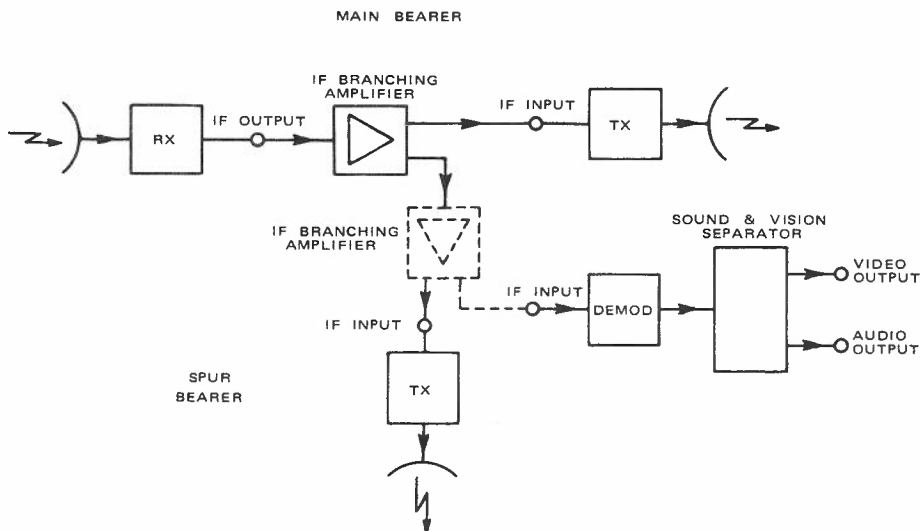 MAIN BEARER
IF BRANCHING
AMPLIFIER
RX
IF OUTPUT
IF INPUT
TX
IF BRANCHING
AMPLIFIER
SOUND & VISION
SEPARATOR
IF INPUT
DEMOD
VIDEO
OUTPUT
AUDIO
OUTPUT
IF INPUT
SPUR
BEARER
TX